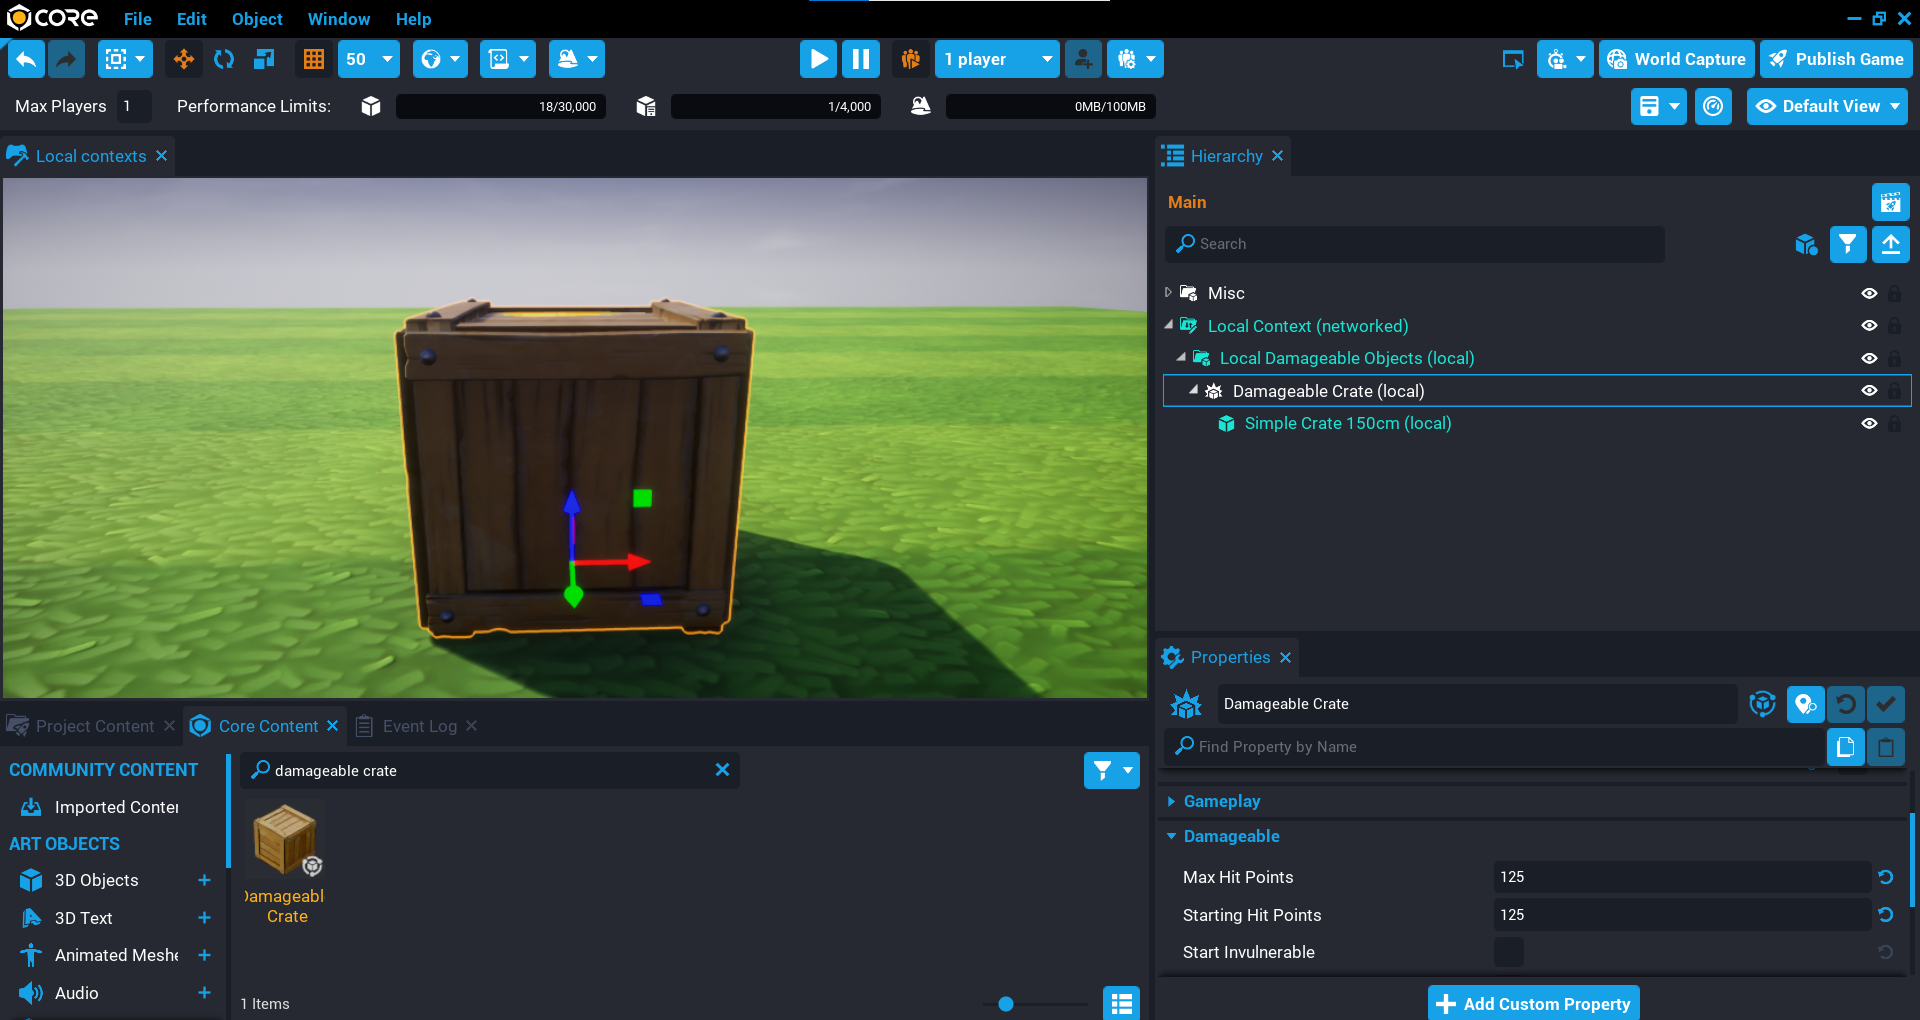 CORE File Edit Object Window Help
50 1 player World Capture Publish Game
Max Players 1 Performance Limits: 18/30,000 1/4,000 0MB/100MB Default View
Local contexts
Hierarchy
Main
Search
Misc
Local Context (networked)
Local Damageable Objects (local)
Damageable Crate (local)
Simple Crate 150cm (local)
Properties
Damageable Crate
Find Property by Name
Gameplay
Damageable
Max Hit Points 125
Starting Hit Points 125
Start Invulnerable
Add Custom Property
Project Content Core Content Event Log
COMMUNITY CONTENT
Imported Conter
ART OBJECTS
3D Objects
3D Text
Animated Meshe
Audio
damageable crate
Damageabl
Crate
1 Items